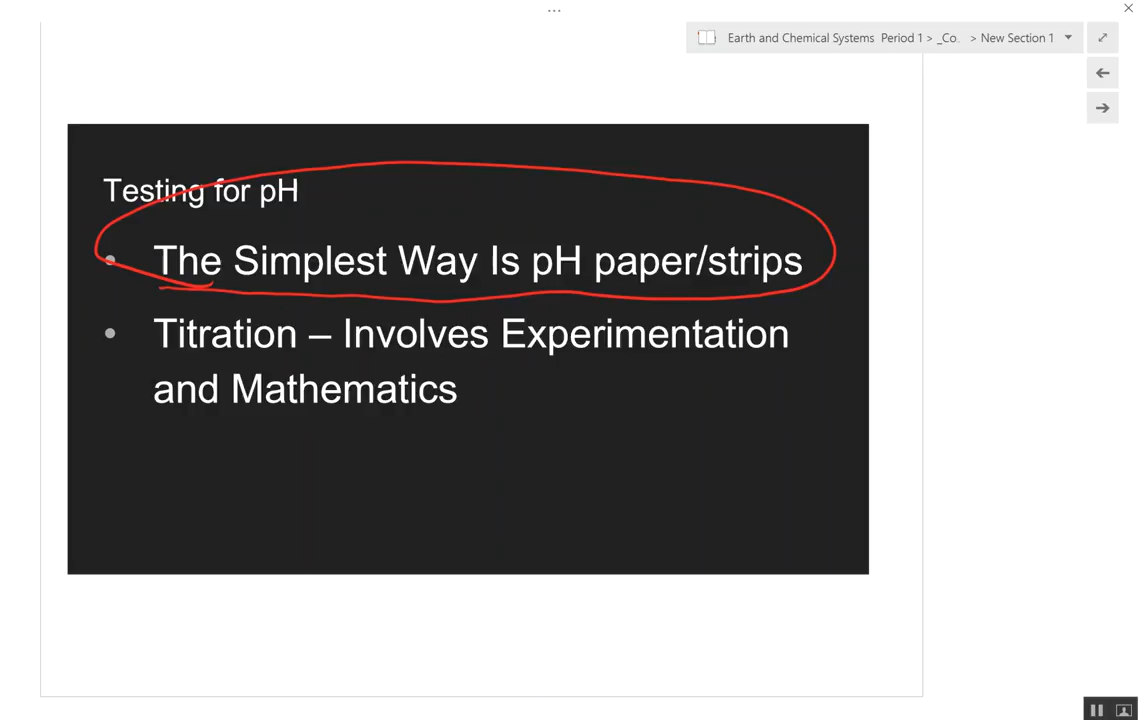 Earth and Chemical Systems Period 1 > _Co. > New Section 1
Testing for pH
• The Simplest Way Is pH paper/strips
• Titration – Involves Experimentation
and Mathematics